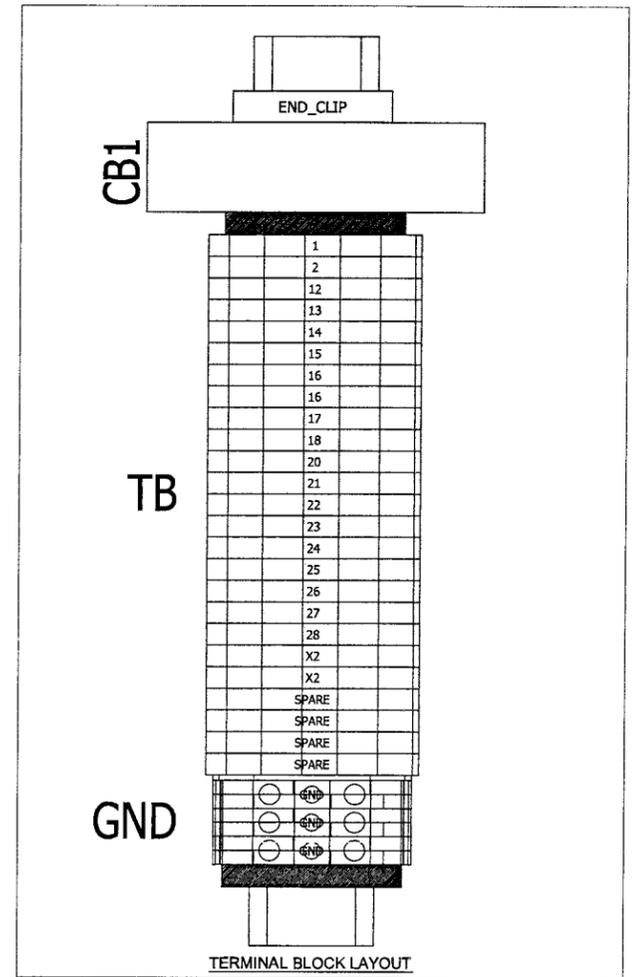 END_CLIP
CB1
1
2
12
13
14
15
16
16
17
18
20
21
TB
22
23
24
25
26
27
28
X2
X2
SPARE
SPARE
SPARE
SPARE
GND
GND
GND
GND
TERMINAL BLOCK LAYOUT